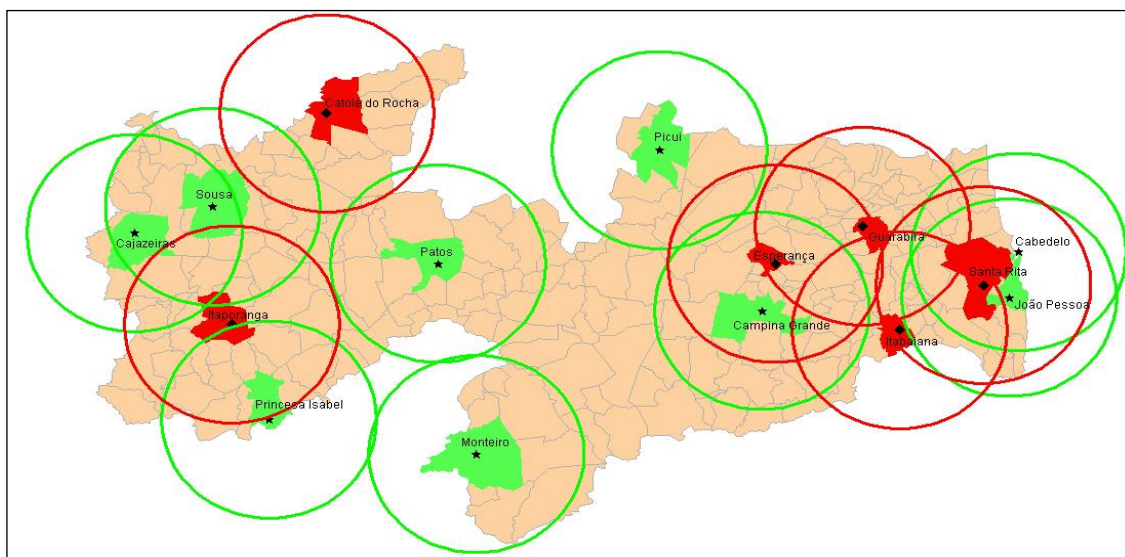 Catolé do Rocha
Picuí
Sousa
Cajazeiras
Patos
Guarabira
Esperança
Cabedelo
Santa Rita
João Pessoa
Itaporanga
Campina Grande
Itabaiana
Princesa Isabel
Monteiro